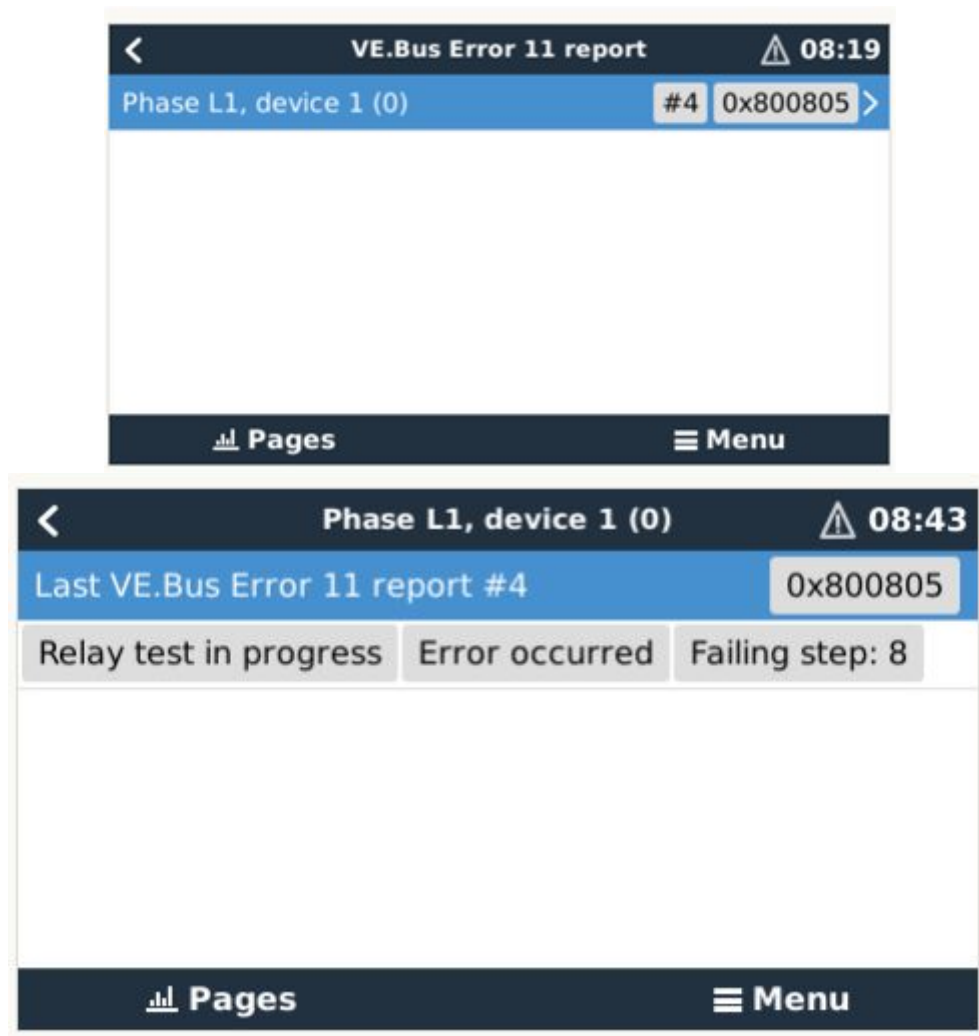 VE.Bus Error 11 report 08:19
Phase L1, device 1 (0) #4 0x800805
Pages Menu
Phase L1, device 1 (0) 08:43
Last VE.Bus Error 11 report #4 0x800805
Relay test in progress Error occurred Failing step: 8
Pages Menu